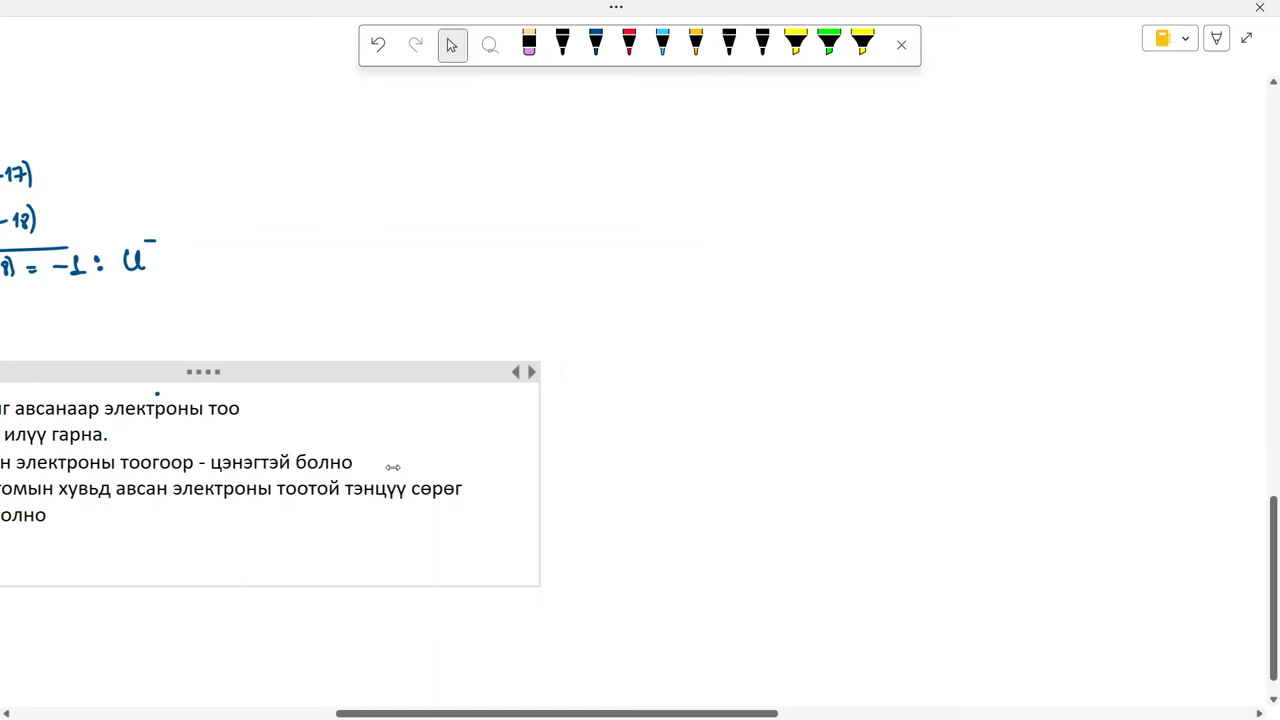 -17)
-18)
8) = -1: Cl⁻
г авсанаар электроны тоо
илүү гарна.
н электроны тоогоор - цэнэгтэй болно
томын хувьд авсан электроны тоотой тэнцүү сөрөг
олно